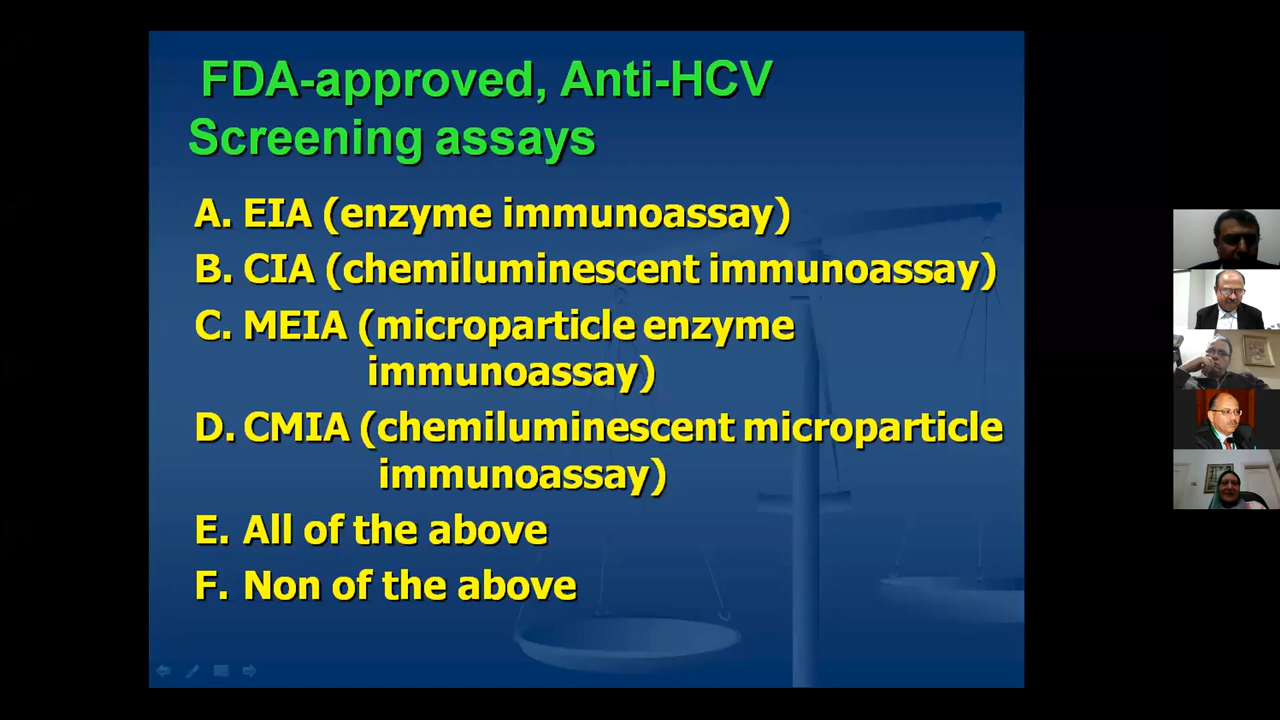 FDA-approved, Anti-HCV
Screening assays
A. EIA (enzyme immunoassay)
B. CIA (chemiluminescent immunoassay)
C. MEIA (microparticle enzyme
immunoassay)
D. CMIA (chemiluminescent microparticle
immunoassay)
E. All of the above
F. Non of the above